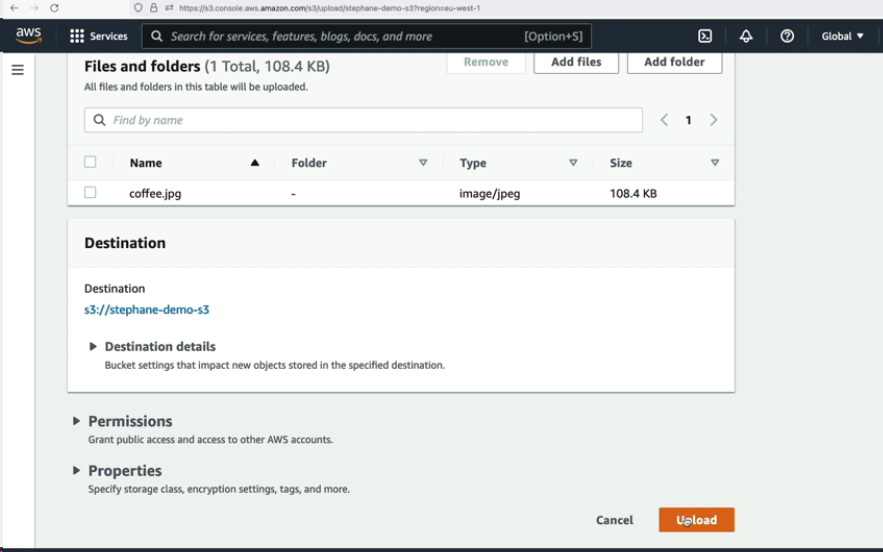 https://s3.console.aws.amazon.com/s3/upload/stephane-demo-s3?region=eu-west-1
aws Services Search for services, features, blogs, docs, and more [Option+S] Global
Files and folders (1 Total, 108.4 KB) Remove Add files Add folder
All files and folders in this table will be uploaded.
Find by name 1
Name Folder Type Size
coffee.jpg - image/jpeg 108.4 KB
Destination
Destination
s3://stephane-demo-s3
Destination details
Bucket settings that impact new objects stored in the specified destination.
Permissions
Grant public access and access to other AWS accounts.
Properties
Specify storage class, encryption settings, tags, and more.
Cancel Upload